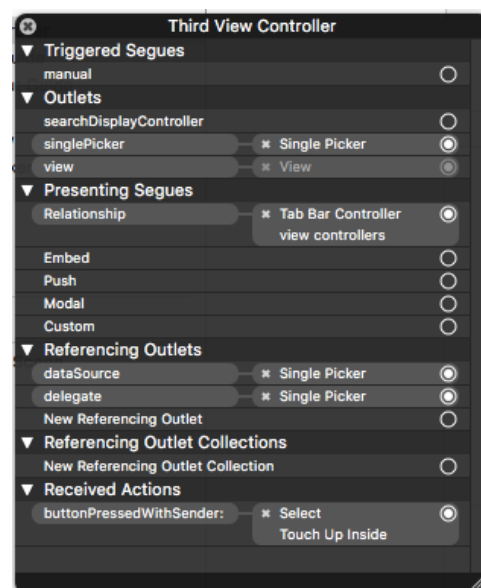 Third View Controller
Triggered Segues
manual
Outlets
searchDisplayController
singlePicker Single Picker
view View
Presenting Segues
Relationship Tab Bar Controller
view controllers
Embed
Push
Modal
Custom
Referencing Outlets
dataSource Single Picker
delegate Single Picker
New Referencing Outlet
Referencing Outlet Collections
New Referencing Outlet Collection
Received Actions
buttonPressedWithSender: Select
Touch Up Inside